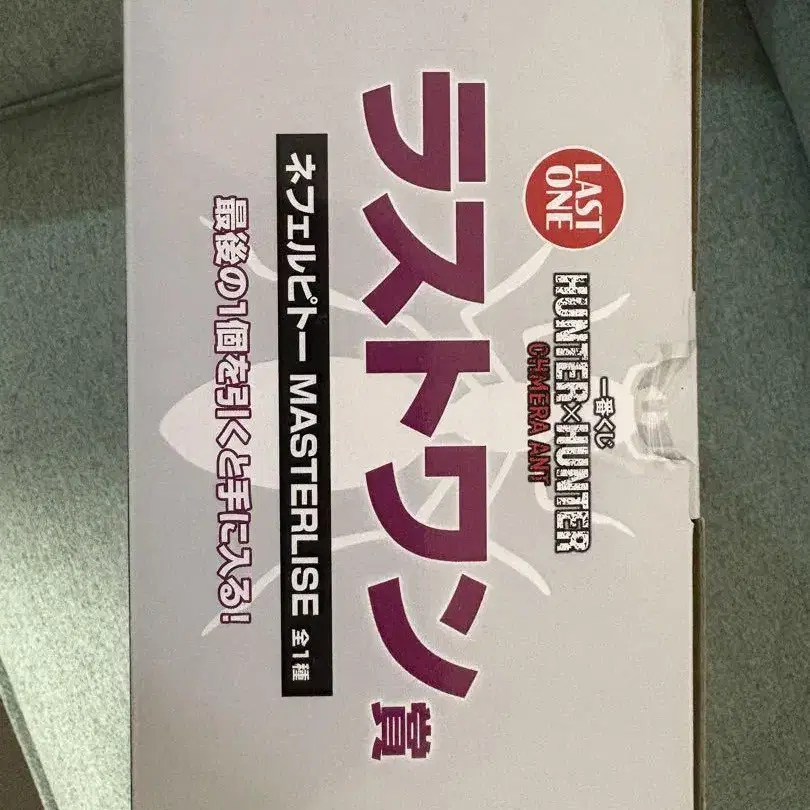 LAST
ONE
一番くじ
HUNTER×HUNTER
CHIMERA ANT
ラストワン賞
ネフェルピトー MASTERLISE 全1種
最後の1個を引くと手に入る!